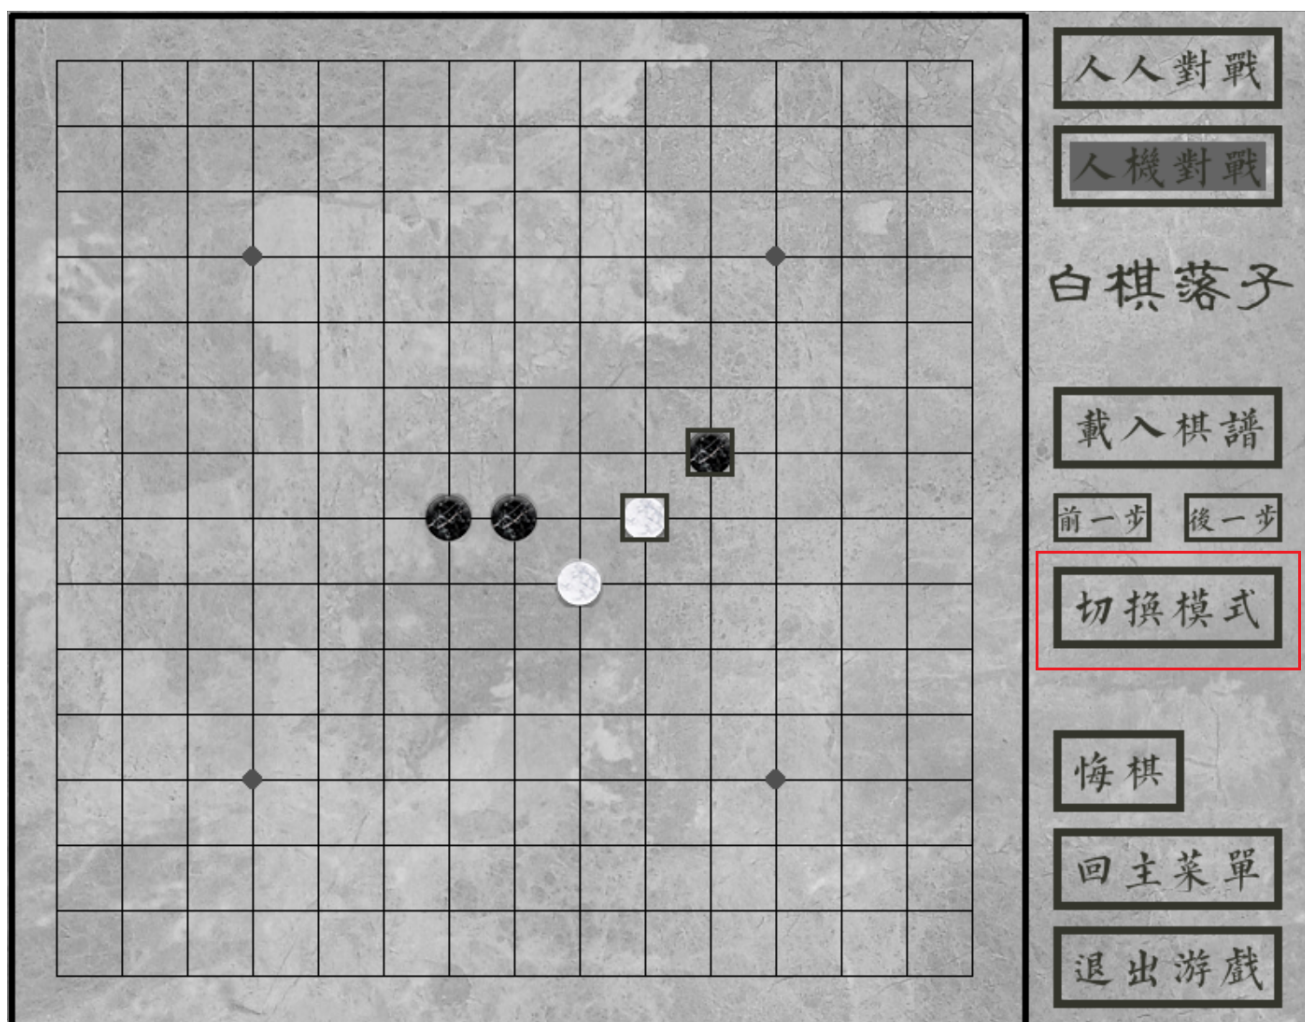 人人對戰
人機對戰
白棋落子
載入棋譜
前一步 後一步
切換模式
悔棋
回主菜單
退出游戲